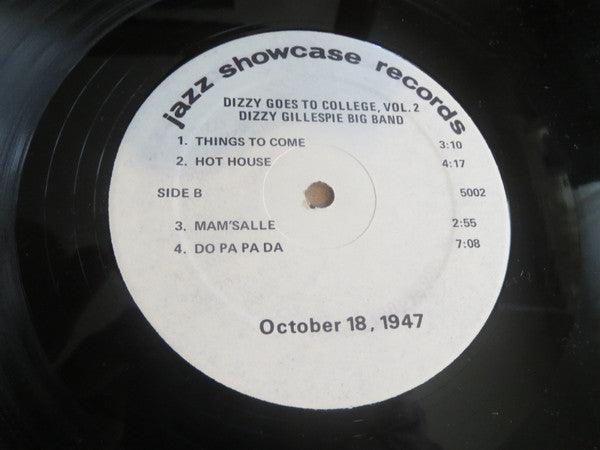 jazz showcase records
DIZZY GOES TO COLLEGE, VOL. 2
DIZZY GILLESPIE BIG BAND
1. THINGS TO COME 3:10
2. HOT HOUSE 4:17
SIDE B 5002
3. MAM'SALLE 2:55
4. DO PA PA DA 7:08
October 18, 1947